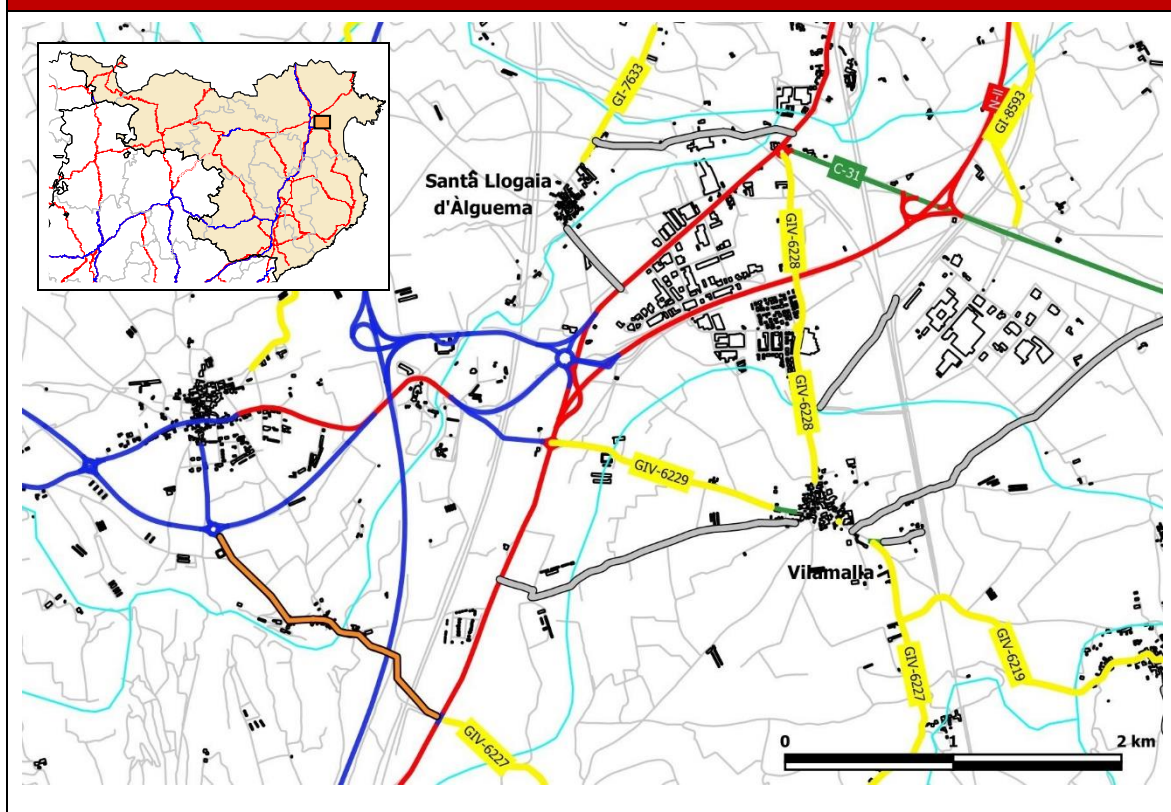 GI-7633
N-II
GI-8593
Santa Llogaia
d'Àlguema
C-31
GIV-6228
GIV-6228
GIV-6229
Vilamalla
GIV-6227
GIV-6219
GIV-6227
0 1 2 km